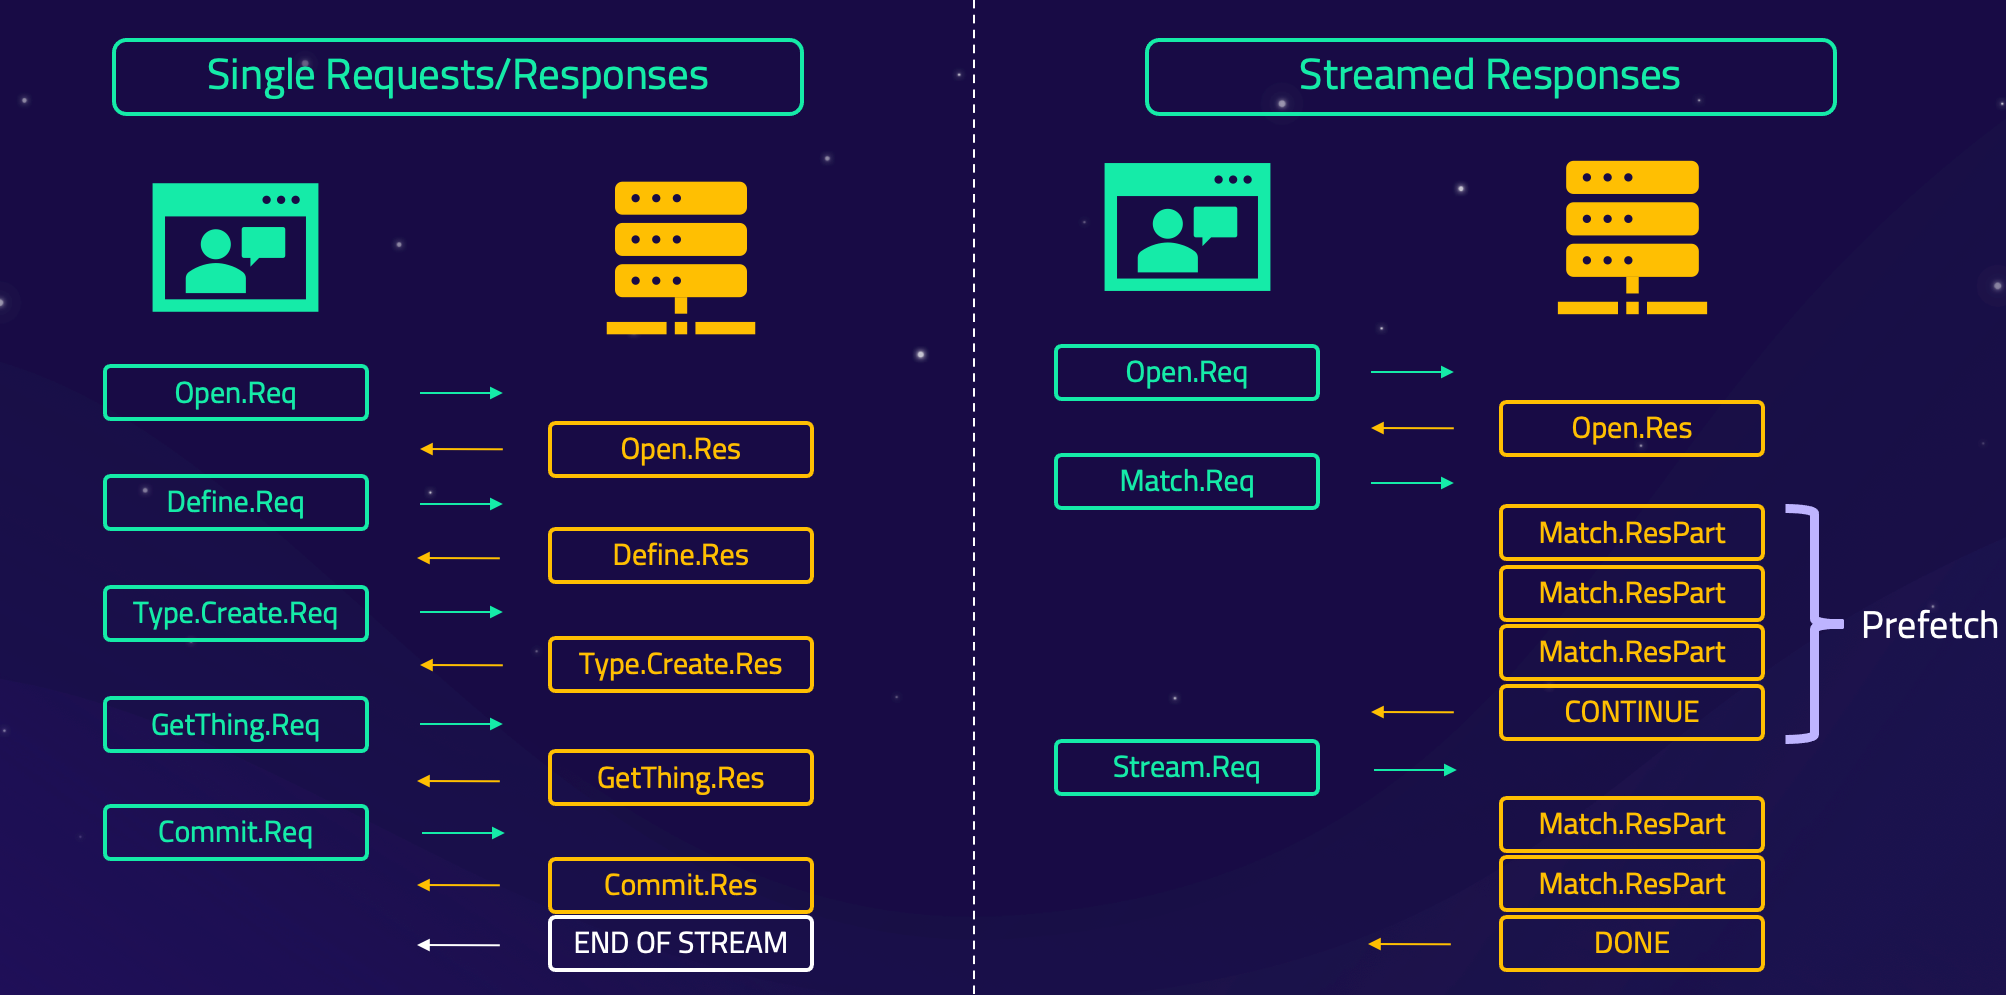 Single Requests/Responses
Open.Req
Open.Res
Define.Req
Define.Res
Type.Create.Req
Type.Create.Res
GetThing.Req
GetThing.Res
Commit.Req
Commit.Res
END OF STREAM
Streamed Responses
Open.Req
Open.Res
Match.Req
Match.ResPart
Match.ResPart
Match.ResPart
CONTINUE
Prefetch
Stream.Req
Match.ResPart
Match.ResPart
DONE